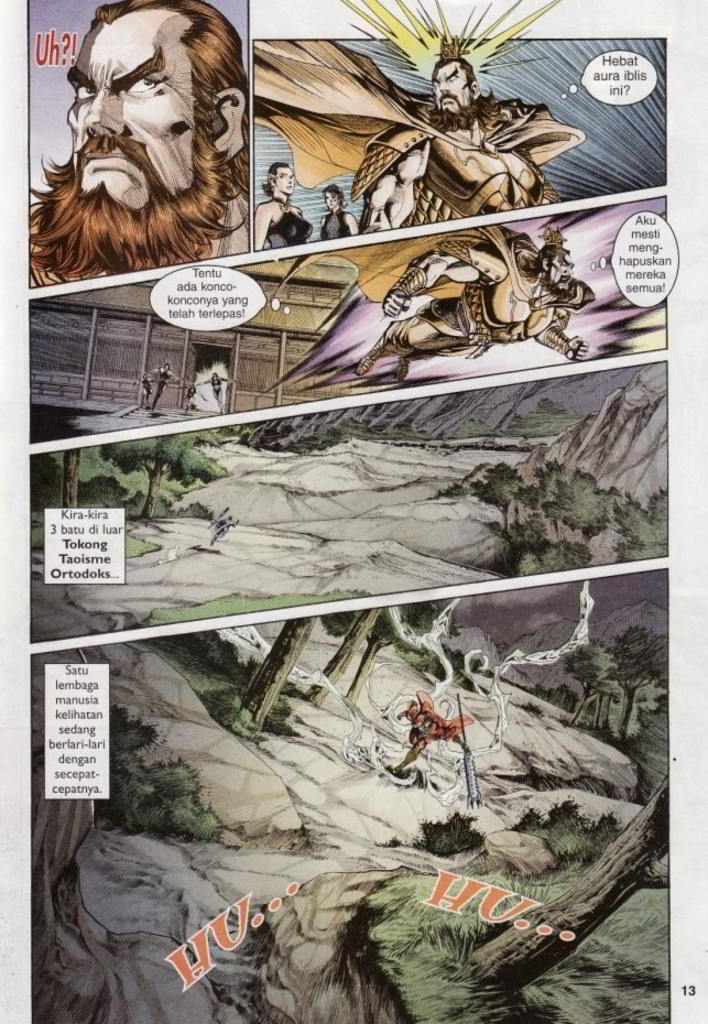 Uh?!
Hebat
aura iblis
ini?
Aku
mesti
meng-
hapuskan
mereka
semua!
Tentu
ada konco-
konconya yang
telah terlepas!
Kira-kira
3 batu di luar
Tokong
Taoisme
Ortodoks...
Satu
lembaga
manusia
kelihatan
sedang
berlari-lari
dengan
secepat-
cepatnya.
HU...
HU...
13